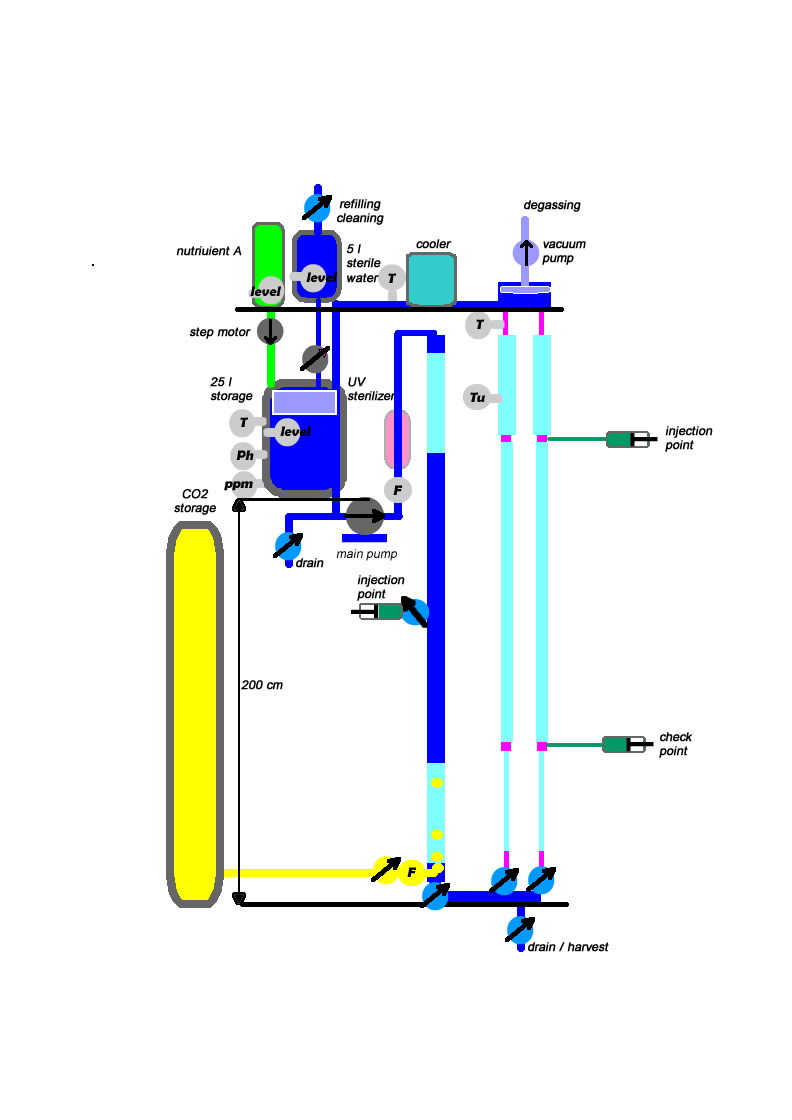 refilling
cleaning
degassing
nutriuient A
5 l
sterile
water
cooler
vacuum
pump
level
level
T
T
step motor
25 l
storage
UV
sterilizer
Tu
T
level
injection
point
Ph
ppm
F
CO2
storage
main pump
drain
injection
point
200 cm
check
point
F
drain / harvest